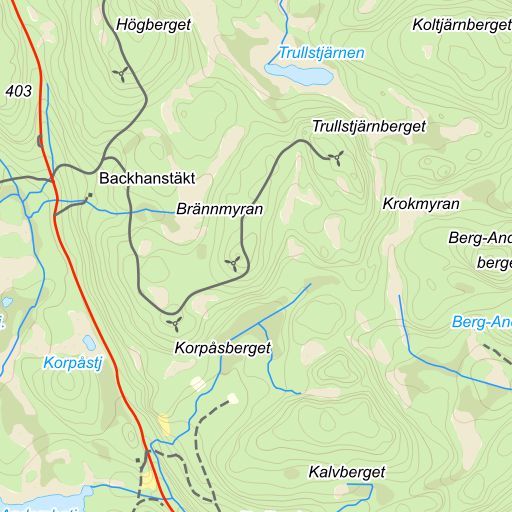 Högberget
Koltjärnberget
Trullstjärnen
403
Trullstjärnberget
Backhanstäkt
Brännmyran
Krokmyran
Berg-And
berge
Berg-And
Korpåsberget
Korpåstj
Kalvberget